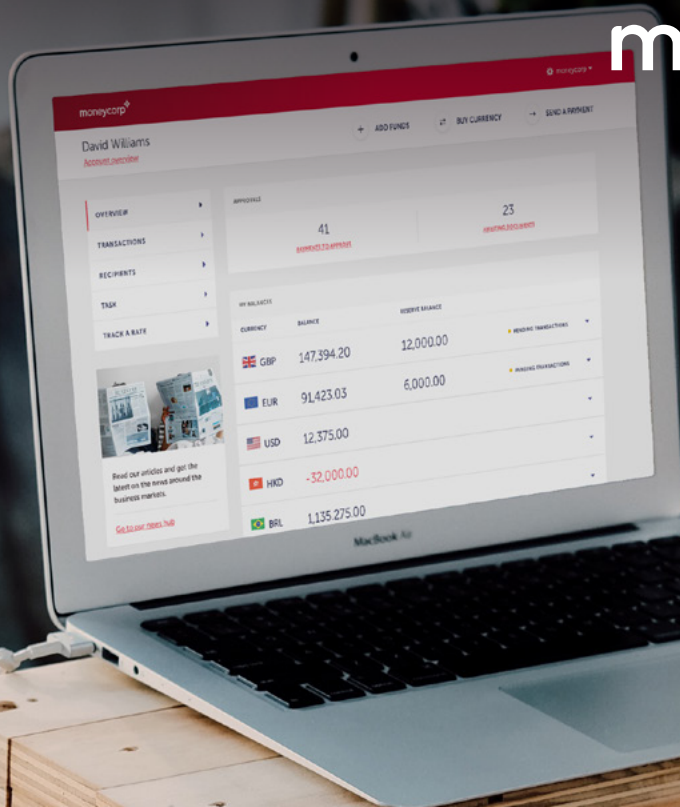 m
moneycorp
moneycorp
David Williams
Account overview
+ ADD FUNDS
BUY CURRENCY
SEND A PAYMENT
OVERVIEW
TRANSACTIONS
RECIPIENTS
TASK
TRACK A RATE
APPROVALS
41
PAYMENTS TO APPROVE
23
MY BALANCES
CURRENCY
BALANCE
RESERVE BALANCE
GBP 147,394.20 12,000.00 PENDING TRANSACTIONS
EUR 91,423.03 6,000.00 PENDING TRANSACTIONS
USD 12,375.00
HKD -32,000.00
BRL 1,135,275.00
Read our articles and get the
latest on the news around the
business markets.
Go to our news hub
MacBook Air